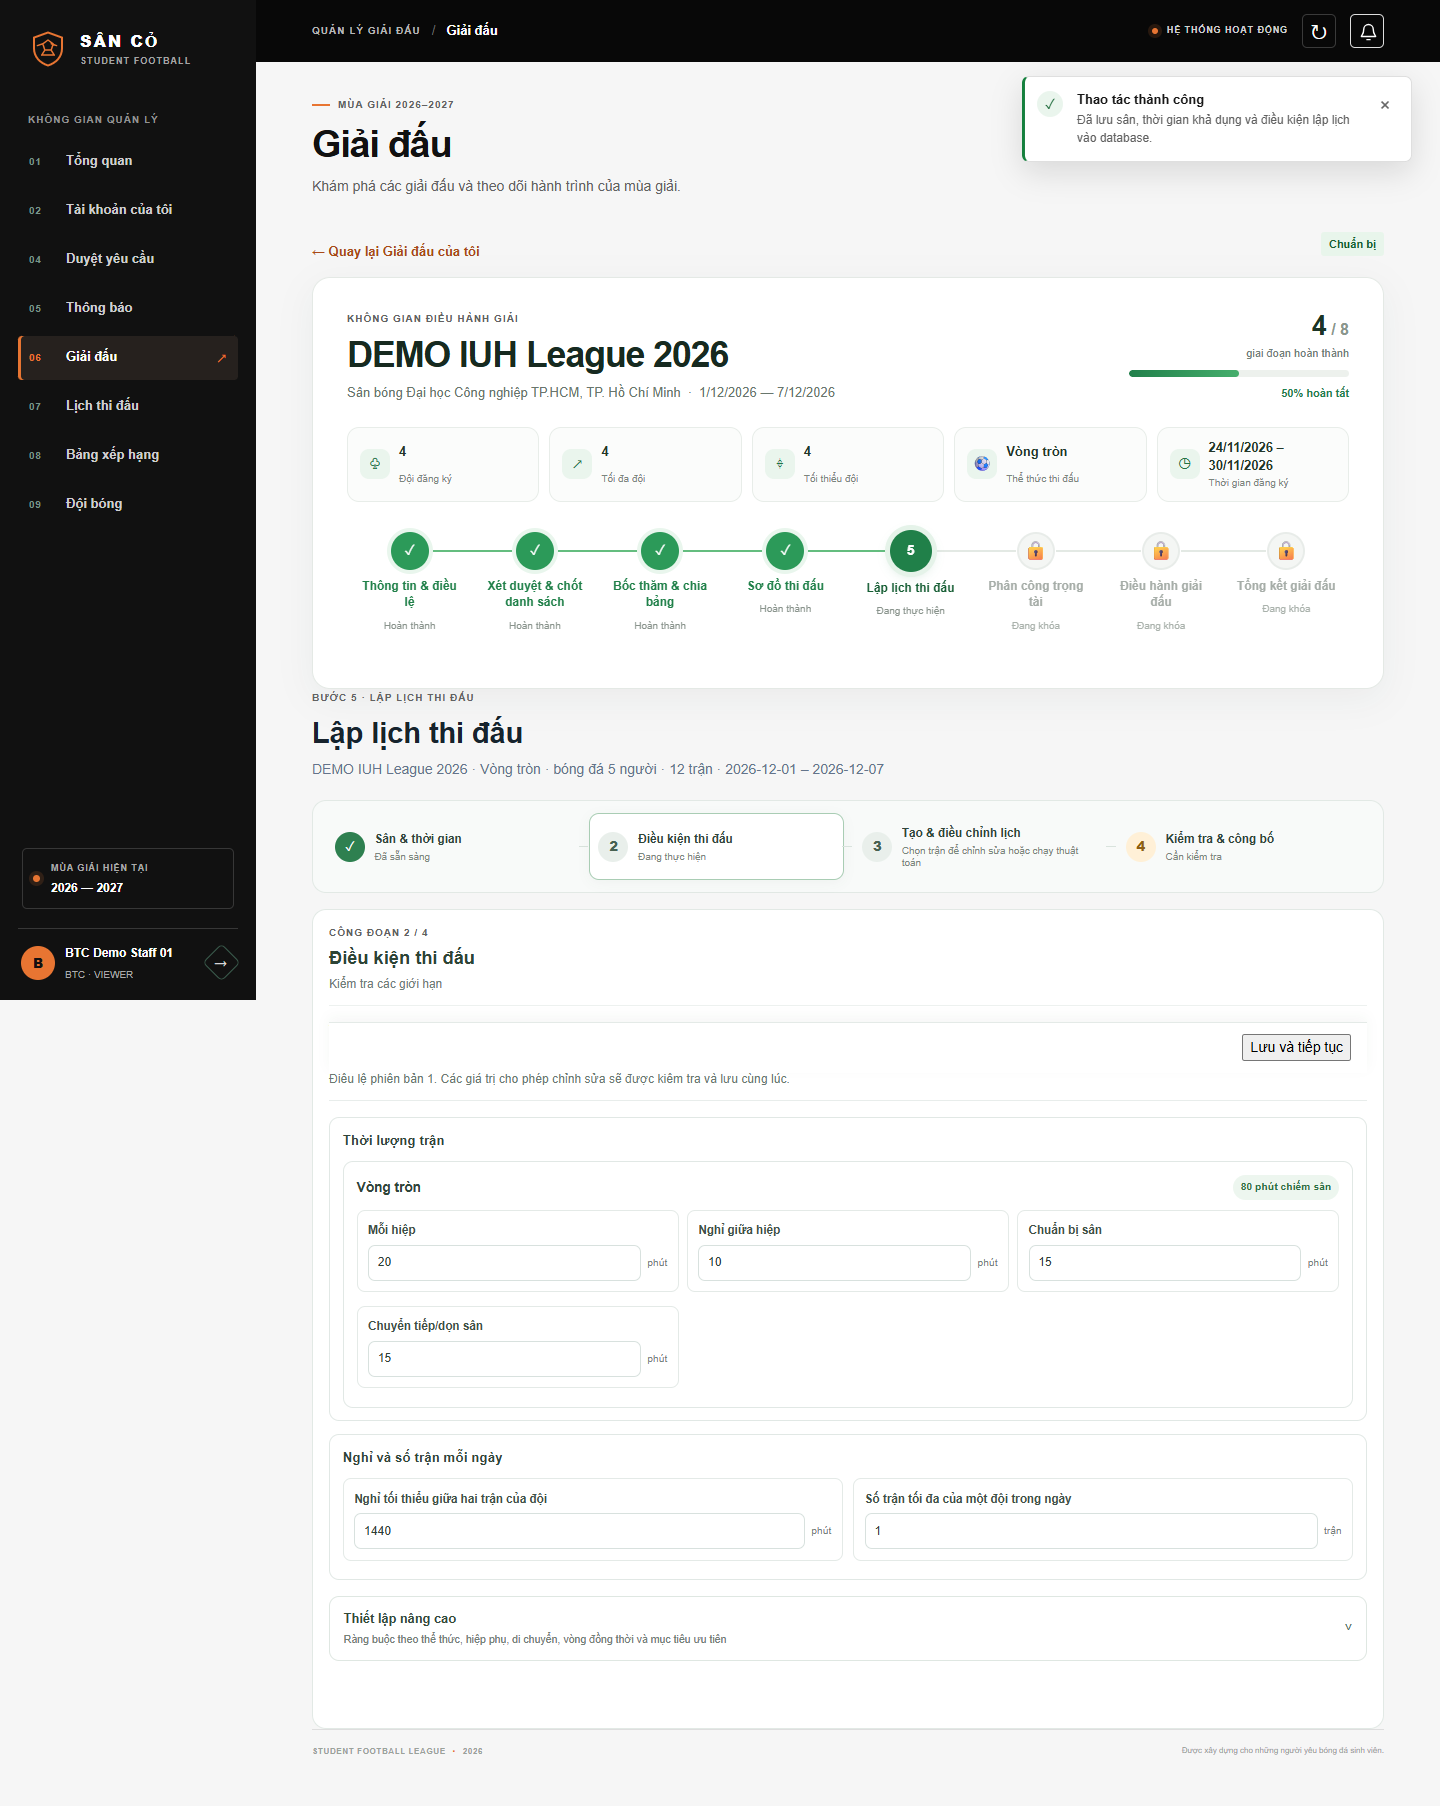 SÂN CỎ
STUDENT FOOTBALL
KHÔNG GIAN QUẢN LÝ
01 Tổng quan
02 Tài khoản của tôi
04 Duyệt yêu cầu
05 Thông báo
06 Giải đấu ↗
07 Lịch thi đấu
08 Bảng xếp hạng
09 Đội bóng
MÙA GIẢI HIỆN TẠI
2026 — 2027
B
BTC Demo Staff 01
BTC · VIEWER
→
QUẢN LÝ GIẢI ĐẤU / Giải đấu
HỆ THỐNG HOẠT ĐỘNG
↻
✓
Thao tác thành công
Đã lưu sân, thời gian khả dụng và điều kiện lập lịch
vào database.
×
MÙA GIẢI 2026–2027
Giải đấu
Khám phá các giải đấu và theo dõi hành trình của mùa giải.
← Quay lại Giải đấu của tôi
Chuẩn bị
KHÔNG GIAN ĐIỀU HÀNH GIẢI
DEMO IUH League 2026
Sân bóng Đại học Công nghiệp TP.HCM, TP. Hồ Chí Minh · 1/12/2026 — 7/12/2026
4 / 8
giai đoạn hoàn thành
50% hoàn tất
4
Đội đăng ký
4
Tối đa đội
4
Tối thiểu đội
Vòng tròn
Thể thức thi đấu
24/11/2026 –
30/11/2026
Thời gian đăng ký
✓ ✓ ✓ ✓ 5
Thông tin & điều
lệ
Hoàn thành
Xét duyệt & chốt
danh sách
Hoàn thành
Bốc thăm & chia
bảng
Hoàn thành
Sơ đồ thi đấu
Hoàn thành
Lập lịch thi đấu
Đang thực hiện
Phân công trọng
tài
Đang khóa
Điều hành giải
đấu
Đang khóa
Tổng kết giải đấu
Đang khóa
BƯỚC 5 · LẬP LỊCH THI ĐẤU
Lập lịch thi đấu
DEMO IUH League 2026 · Vòng tròn · bóng đá 5 người · 12 trận · 2026-12-01 – 2026-12-07
✓
Sân & thời gian
Đã sẵn sàng
2
Điều kiện thi đấu
Đang thực hiện
3
Tạo & điều chỉnh lịch
Chọn trận để chỉnh sửa hoặc chạy thuật
toán
4
Kiểm tra & công bố
Cần kiểm tra
CÔNG ĐOẠN 2 / 4
Điều kiện thi đấu
Kiểm tra các giới hạn
Lưu và tiếp tục
Điều lệ phiên bản 1. Các giá trị cho phép chỉnh sửa sẽ được kiểm tra và lưu cùng lúc.
Thời lượng trận
Vòng tròn
80 phút chiếm sân
Mỗi hiệp
20 phút
Nghỉ giữa hiệp
10 phút
Chuẩn bị sân
15 phút
Chuyển tiếp/dọn sân
15 phút
Nghỉ và số trận mỗi ngày
Nghỉ tối thiểu giữa hai trận của đội
1440 phút
Số trận tối đa của một đội trong ngày
1 trận
Thiết lập nâng cao
Ràng buộc theo thể thức, hiệp phụ, di chuyển, vòng đồng thời và mục tiêu ưu tiên
v
STUDENT FOOTBALL LEAGUE • 2026
Được xây dựng cho những người yêu bóng đá sinh viên.